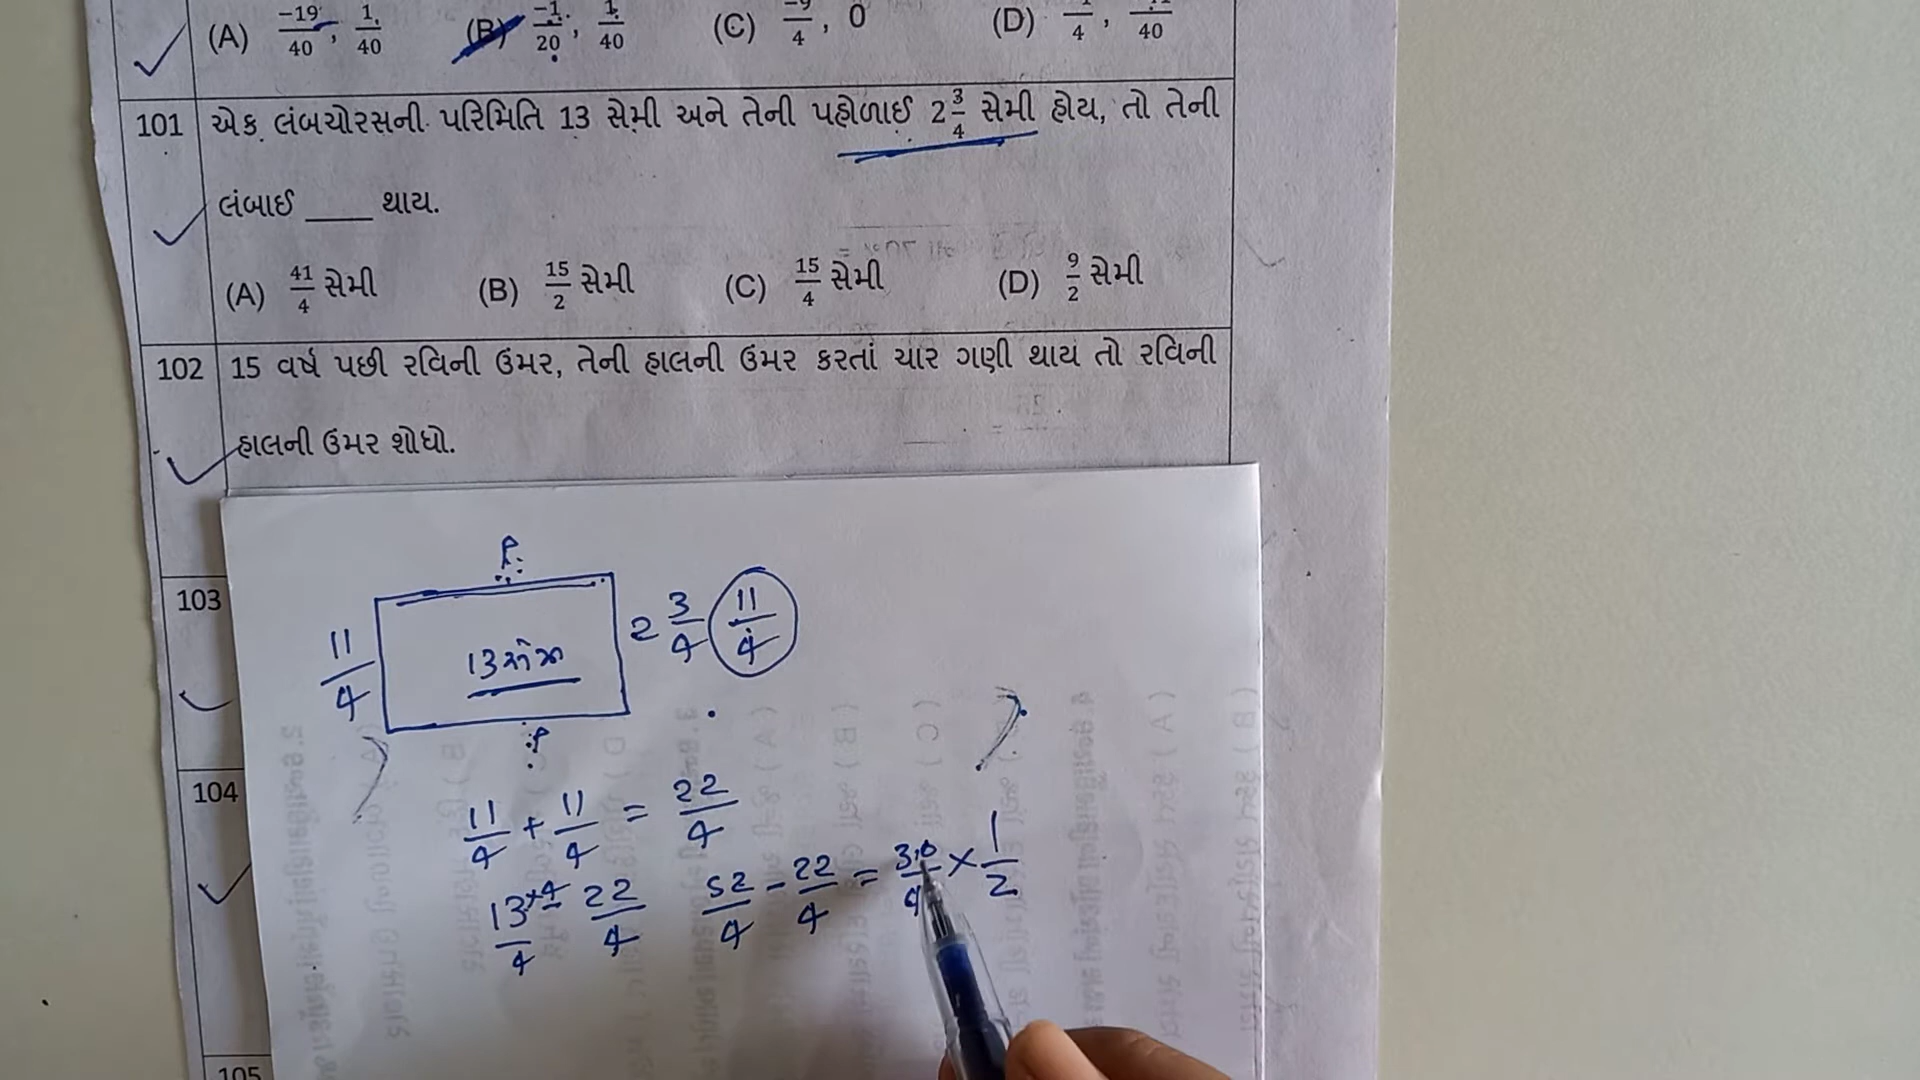 (A) -19/40, 1/40 (B) -1/20, 1/40 (C) -9/4, 0 (D)
101 એક લંબચોરસની પરિમિતિ 13 સેમી અને તેની પહોળાઈ 2 3/4 સેમી હોય, તો તેની
લંબાઈ ____ થાય.
(A) 41/4 સેમી (B) 15/2 સેમી (C) 15/4 સેમી (D) 9/2 સેમી
102 15 વર્ષ પછી રવિની ઉંમર, તેની હાલની ઉંમર કરતાં ચાર ગણી થાય તો રવિની
હાલની ઉંમર શોધો.
103
104
105
?
11/4 13 સેમી 2 3/4 11/4
?
11/4 + 11/4 = 22/4
13×4/4 - 22/4 52/4 - 22/4 = 30/4 × 1/2